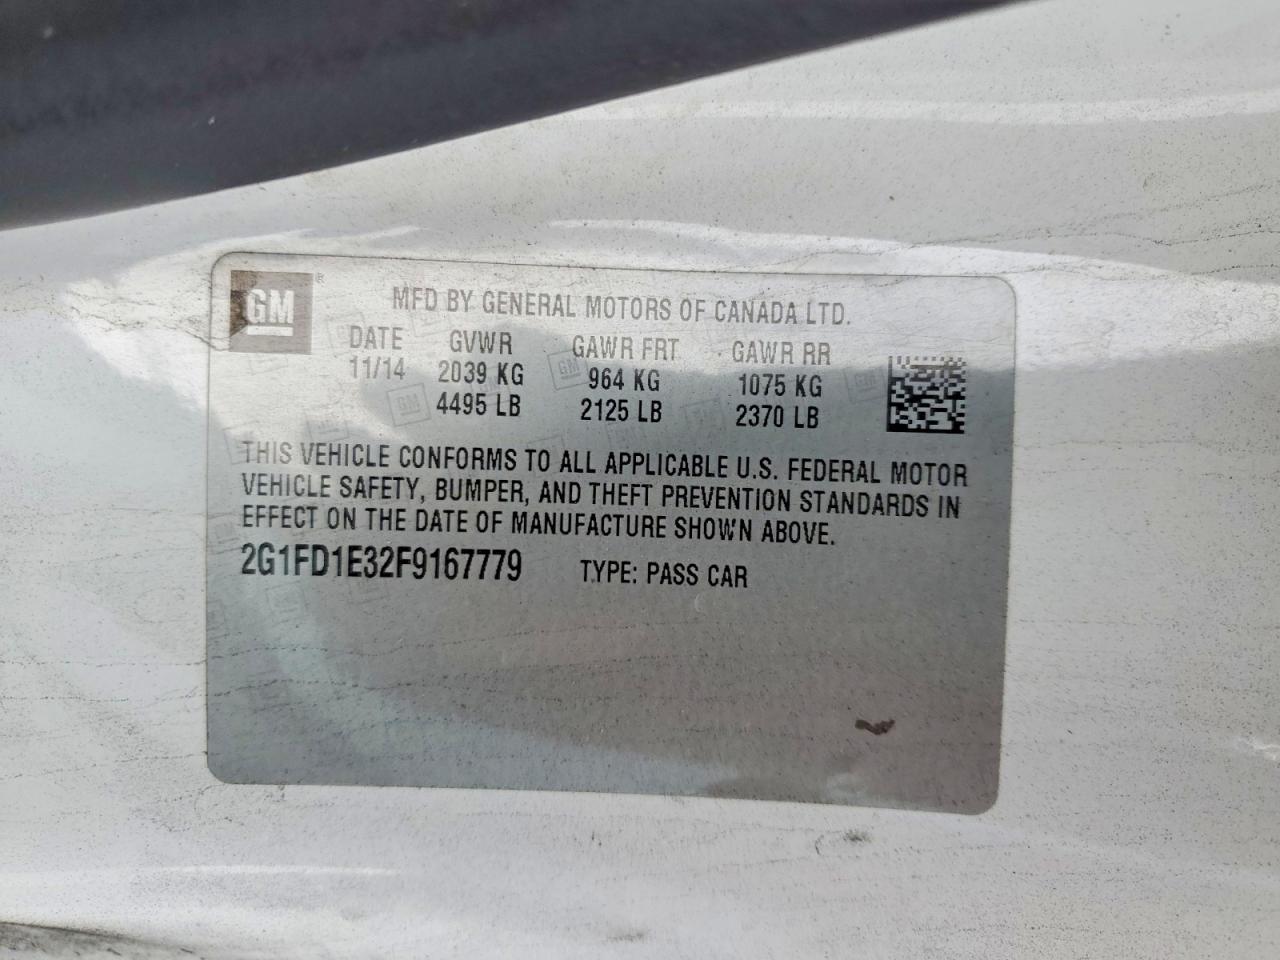 GM
MFD BY GENERAL MOTORS OF CANADA LTD.
DATE GVWR GAWR FRT GAWR RR
11/14 2039 KG 964 KG 1075 KG
4495 LB 2125 LB 2370 LB
THIS VEHICLE CONFORMS TO ALL APPLICABLE U.S. FEDERAL MOTOR
VEHICLE SAFETY, BUMPER, AND THEFT PREVENTION STANDARDS IN
EFFECT ON THE DATE OF MANUFACTURE SHOWN ABOVE.
2G1FD1E32F9167779 TYPE: PASS CAR